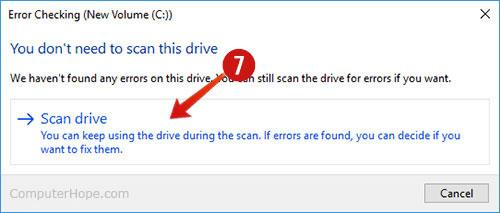 Error Checking (New Volume (C:))
You don't need to scan this drive
We haven't found any errors on this drive. You can still scan the drive for errors if you want.
7
Scan drive
You can keep using the drive during the scan. If errors are found, you can decide if you
want to fix them.
ComputerHope.com
Cancel